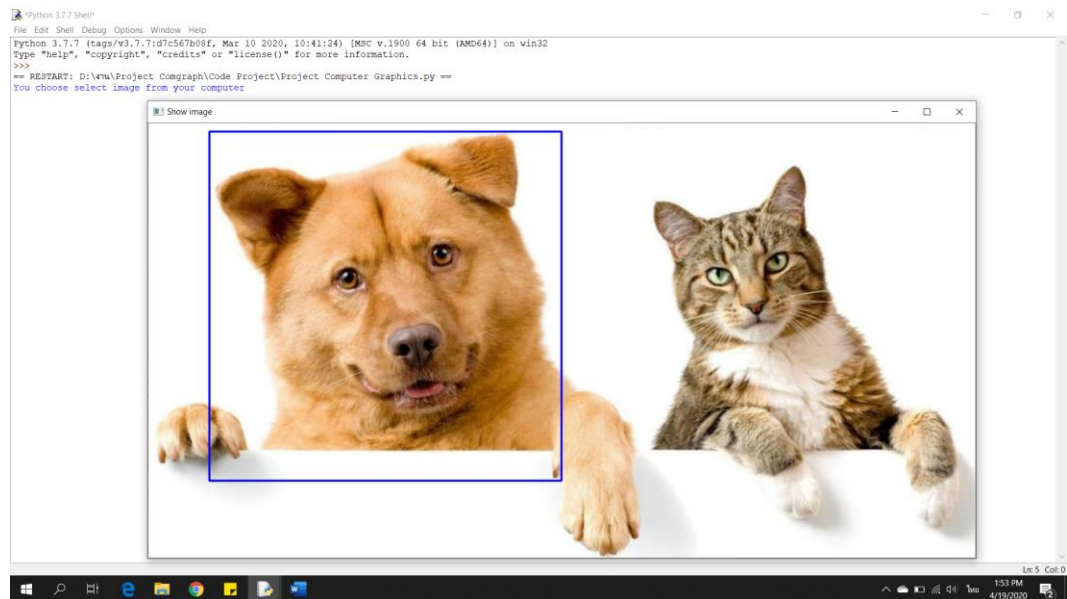 *Python 3.7.7 Shell*
File Edit Shell Debug Options Window Help
Python 3.7.7 (tags/v3.7.7:d7c567b08f, Mar 10 2020, 10:41:24) [MSC v.1900 64 bit (AMD64)] on win32
Type "help", "copyright", "credits" or "license()" for more information.
>>>
== RESTART: D:\งาน\Project Comgraph\Code Project\Project Computer Graphics.py ==
You choose select image from your computer
Show image
Ln: 5 Col: 0
ไทย
1:53 PM
4/19/2020